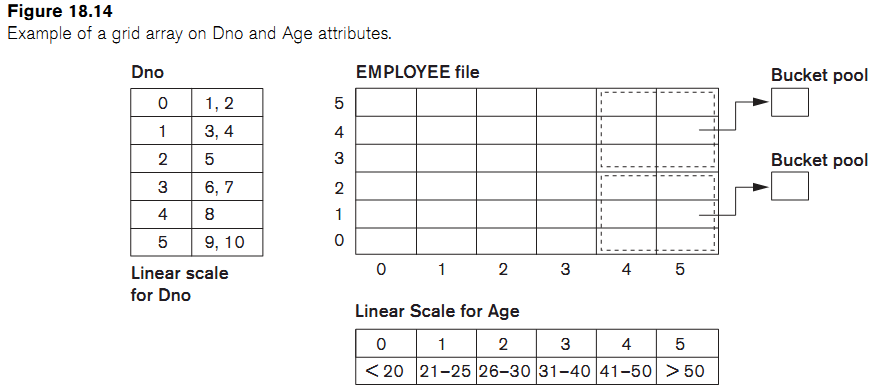 Figure 18.14
Example of a grid array on Dno and Age attributes.
Dno
0 1, 2
1 3, 4
2 5
3 6, 7
4 8
5 9, 10
Linear scale
for Dno
EMPLOYEE file
5
4
3
2
1
0
0 1 2 3 4 5
Bucket pool
Bucket pool
Linear Scale for Age
0 1 2 3 4 5
< 20 21–25 26–30 31–40 41–50 > 50